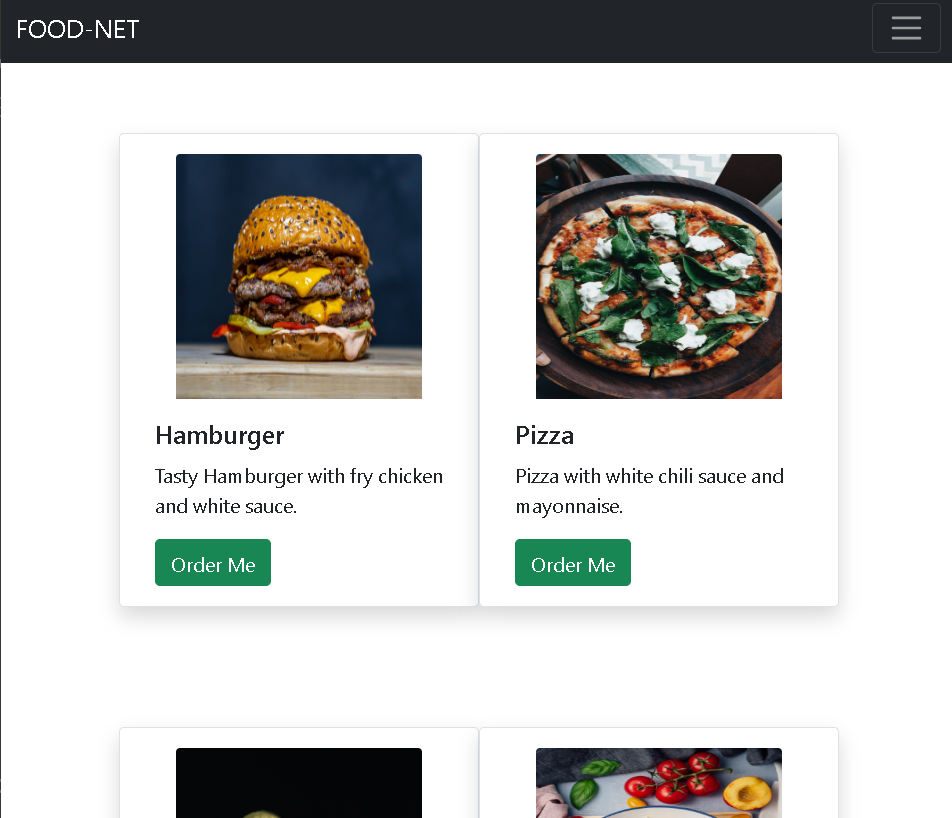 FOOD-NET
Hamburger
Tasty Hamburger with fry chicken
and white sauce.
Order Me
Pizza
Pizza with white chili sauce and
mayonnaise.
Order Me